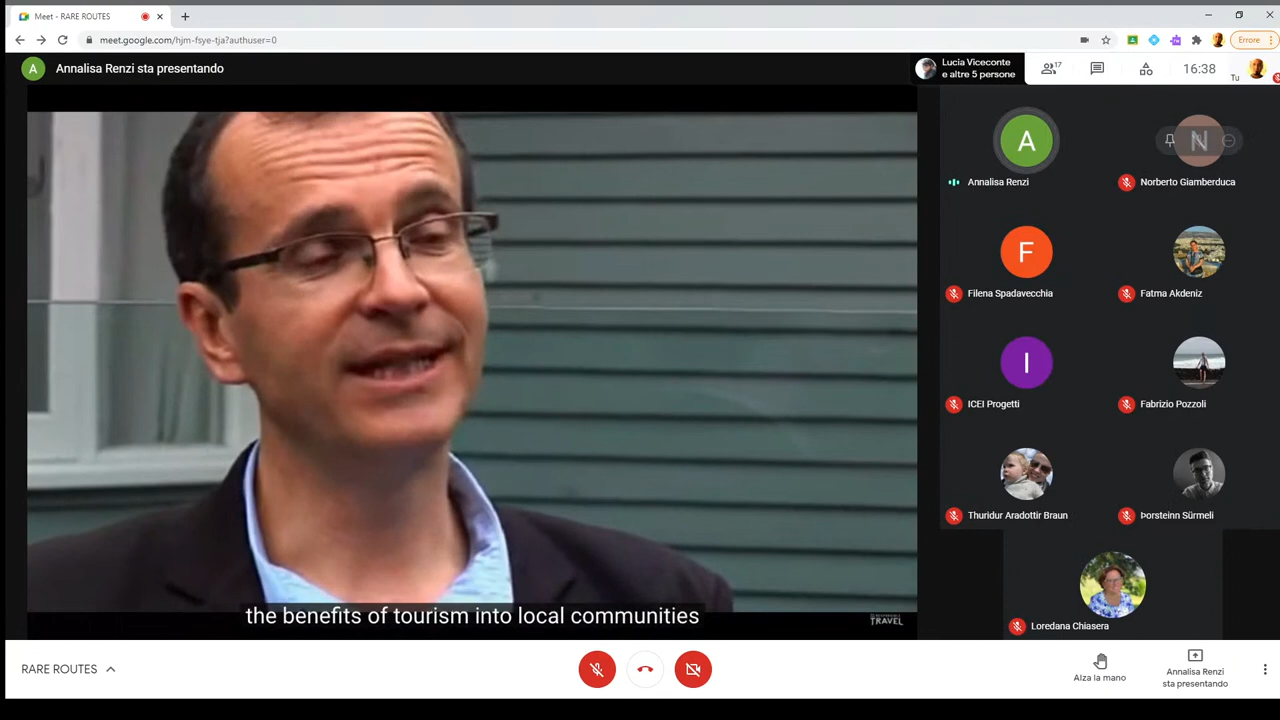 Meet - RARE ROUTES
meet.google.com/hjm-fsye-tja?authuser=0
Errore
A
Annalisa Renzi sta presentando
Lucia Viceconte
e altre 5 persone
17
16:38
Tu
A
Annalisa Renzi
N
Norberto Giamberduca
F
Filena Spadavecchia
Fatma Akdeniz
I
ICEI Progetti
Fabrizio Pozzoli
Thuridur Aradottir Braun
Þorsteinn Sürmeli
Loredana Chiasera
the benefits of tourism into local communities
TRAVEL
RARE ROUTES
Alza la mano
Annalisa Renzi
sta presentando